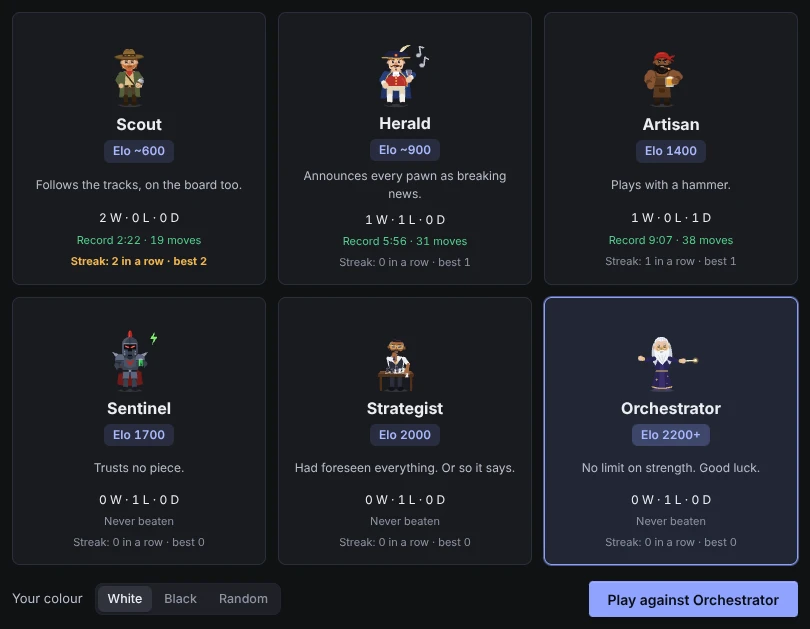 Scout
Elo ~600
Follows the tracks, on the board too.
2 W · 0 L · 0 D
Record 2:22 · 19 moves
Streak: 2 in a row · best 2
Herald
Elo ~900
Announces every pawn as breaking
news.
1 W · 1 L · 0 D
Record 5:56 · 31 moves
Streak: 0 in a row · best 1
Artisan
Elo 1400
Plays with a hammer.
1 W · 0 L · 1 D
Record 9:07 · 38 moves
Streak: 1 in a row · best 1
Sentinel
Elo 1700
Trusts no piece.
0 W · 1 L · 0 D
Never beaten
Streak: 0 in a row · best 0
Strategist
Elo 2000
Had foreseen everything. Or so it says.
0 W · 1 L · 0 D
Never beaten
Streak: 0 in a row · best 0
Orchestrator
Elo 2200+
No limit on strength. Good luck.
0 W · 1 L · 0 D
Never beaten
Streak: 0 in a row · best 0
Your colour White Black Random
Play against Orchestrator